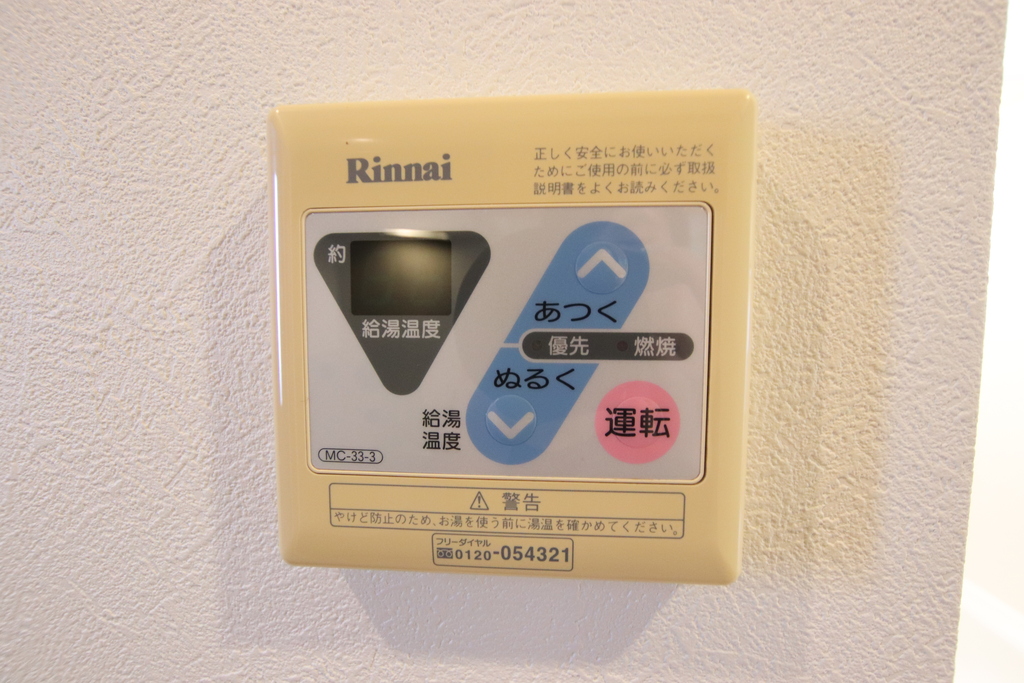 Rinnai
正しく安全にお使いいただく
ためにご使用の前に必ず取扱
説明書をよくお読みください。
約
給湯温度
あつく
優先 燃焼
ぬるく
給湯
温度
運転
MC-33-3
⚠ 警告
やけど防止のため、お湯を使う前に湯温を確かめてください。
フリーダイヤル
0120-054321